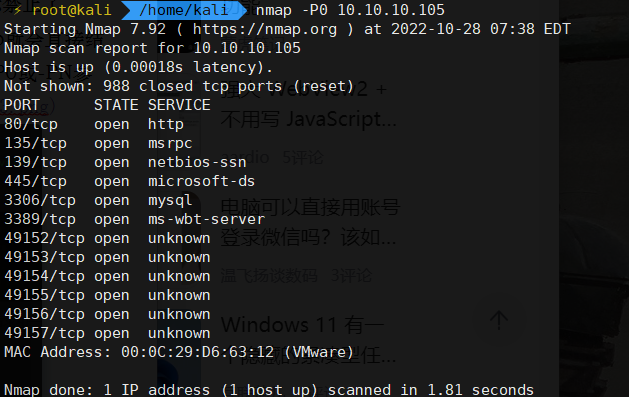 ⚡ root@kali /home/kali nmap -P0 10.10.10.105
Starting Nmap 7.92 ( https://nmap.org ) at 2022-10-28 07:38 EDT
Nmap scan report for 10.10.10.105
Host is up (0.00018s latency).
Not shown: 988 closed tcp ports (reset)
PORT      STATE SERVICE
80/tcp    open  http
135/tcp   open  msrpc
139/tcp   open  netbios-ssn
445/tcp   open  microsoft-ds
3306/tcp  open  mysql
3389/tcp  open  ms-wbt-server
49152/tcp open  unknown
49153/tcp open  unknown
49154/tcp open  unknown
49155/tcp open  unknown
49156/tcp open  unknown
49157/tcp open  unknown
MAC Address: 00:0C:29:D6:63:12 (VMware)
Nmap done: 1 IP address (1 host up) scanned in 1.81 seconds
WebView2 +
不用写 JavaScript...
5评论
电脑可以直接用账号
登录微信吗？该如...
温飞扬谈数码 3评论
Windows 11 有一